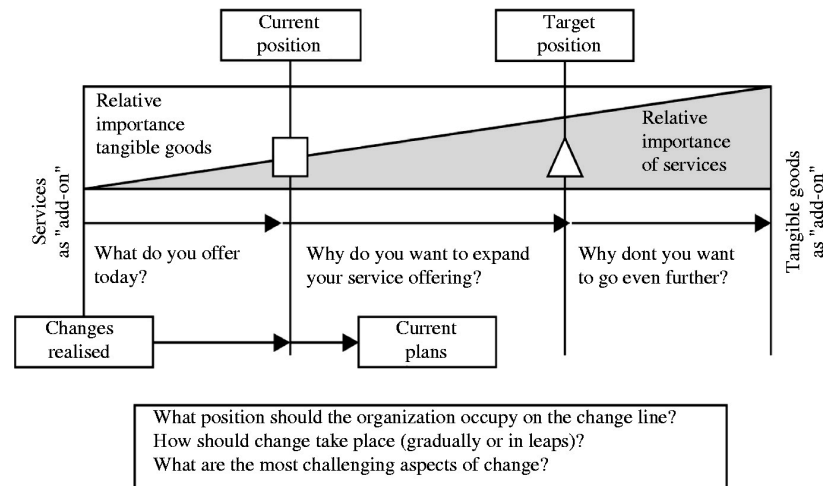 Current
position
Target
position
Relative
importance
tangible goods
Relative
importance
of services
Services
as "add-on"
Tangible goods
as "add-on"
What do you offer
today?
Why do you want to expand
your service offering?
Why dont you want
to go even further?
Changes
realised
Current
plans
What position should the organization occupy on the change line?
How should change take place (gradually or in leaps)?
What are the most challenging aspects of change?